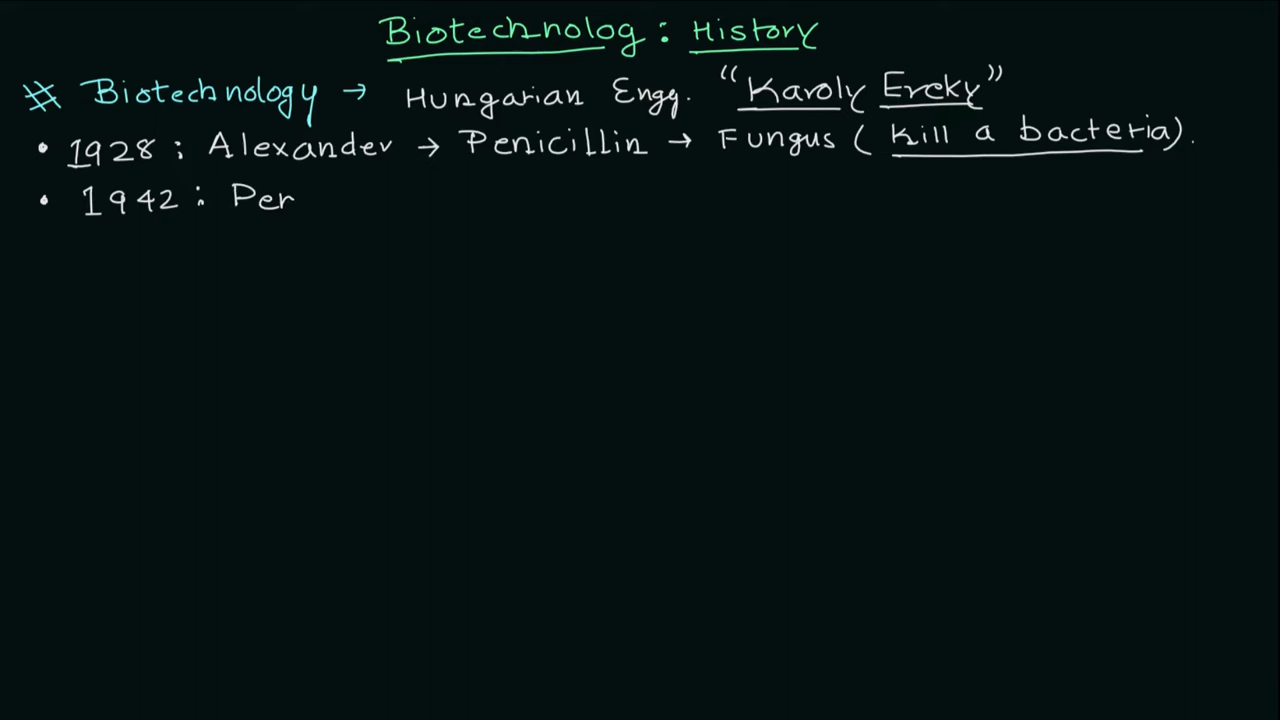 Biotechnolog : History
# Biotechnology → Hungarian Engg. "Karoly Ereky"
• 1928 : Alexander → Penicillin → Fungus ( kill a bacteria ).
• 1942 : Per